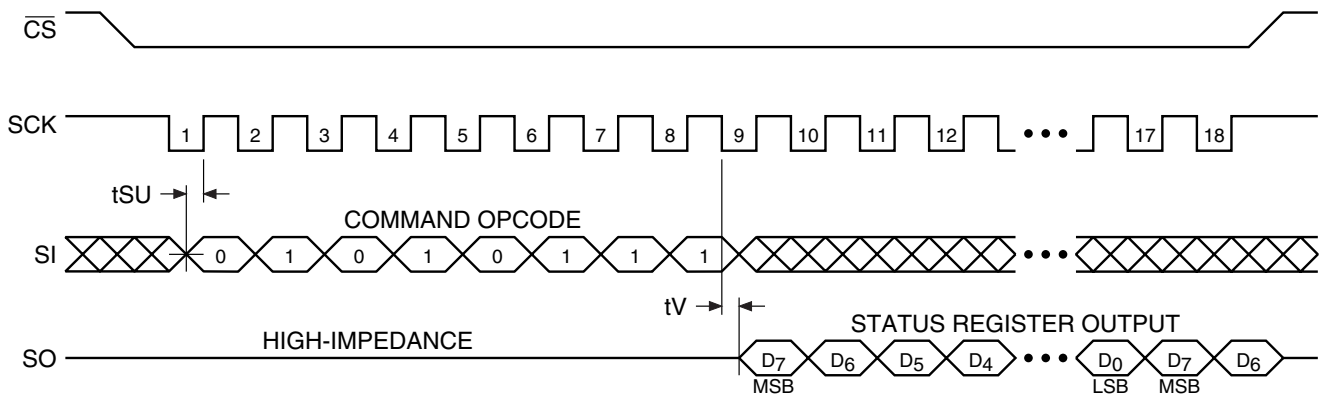 CS
SCK 1 2 3 4 5 6 7 8 9 10 11 12 17 18
tSU
COMMAND OPCODE
SI 0 1 0 1 0 1 1 1
tV
HIGH-IMPEDANCE
STATUS REGISTER OUTPUT
SO D7 D6 D5 D4 D0 D7 D6
MSB LSB MSB